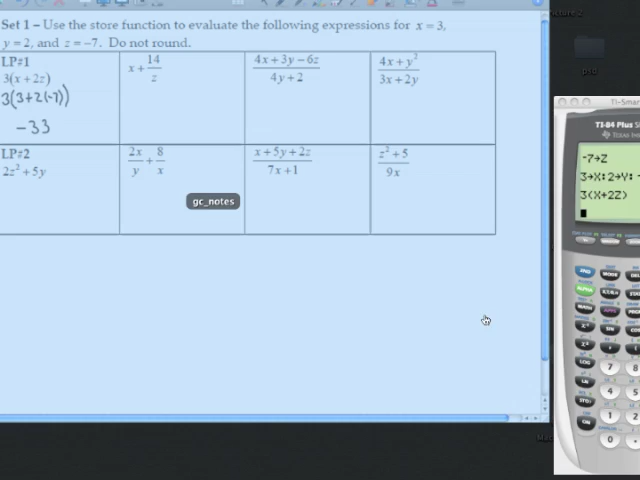 Set 1 – Use the store function to evaluate the following expressions for x = 3,
y = 2, and z = –7. Do not round.
LP#1
3(x + 2z)
3(3+2(-7))
-33
x + 14/z
4x + 3y – 6z / 4y + 2
4x + y² / 3x + 2y
LP#2
2z² + 5y
2x/y + 8/x
x + 5y + 2z / 7x + 1
z² + 5 / 9x
gc_notes
TI-84 Plus
-7→Z
3→X:2→Y:
3(X+2Z)